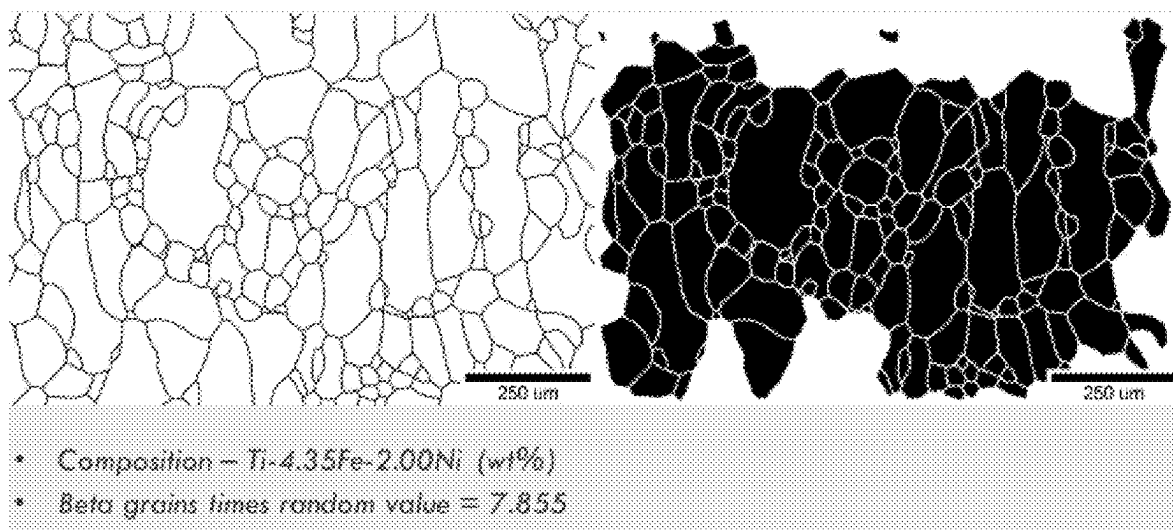 250 um 250 um
• Composition – Ti-4.35Fe-2.00Ni (wt%)
• Beta grains times random value = 7.855